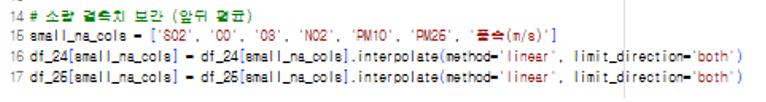 14 # 소량 결측치 보간 (앞뒤 평균)
15 small_na_cols = ['SO2', 'CO', 'O3', 'NO2', 'PM10', 'PM25', '풍속(m/s)']
16 df_24[small_na_cols] = df_24[small_na_cols].interpolate(method='linear', limit_direction='both')
17 df_25[small_na_cols] = df_25[small_na_cols].interpolate(method='linear', limit_direction='both')